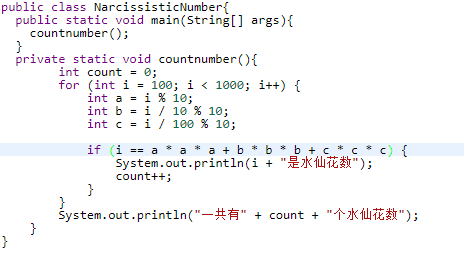 public class NarcissisticNumber{
  public static void main(String[] args){
    countnumber();
  }
  private static void countnumber(){
        int count = 0;
        for (int i = 100; i < 1000; i++) {
            int a = i % 10;
            int b = i / 10 % 10;
            int c = i / 100 % 10;
            if (i == a * a * a + b * b * b + c * c * c) {
                System.out.println(i + "是水仙花数");
                count++;
            }
        }
        System.out.println("一共有" + count + "个水仙花数");
    }
}